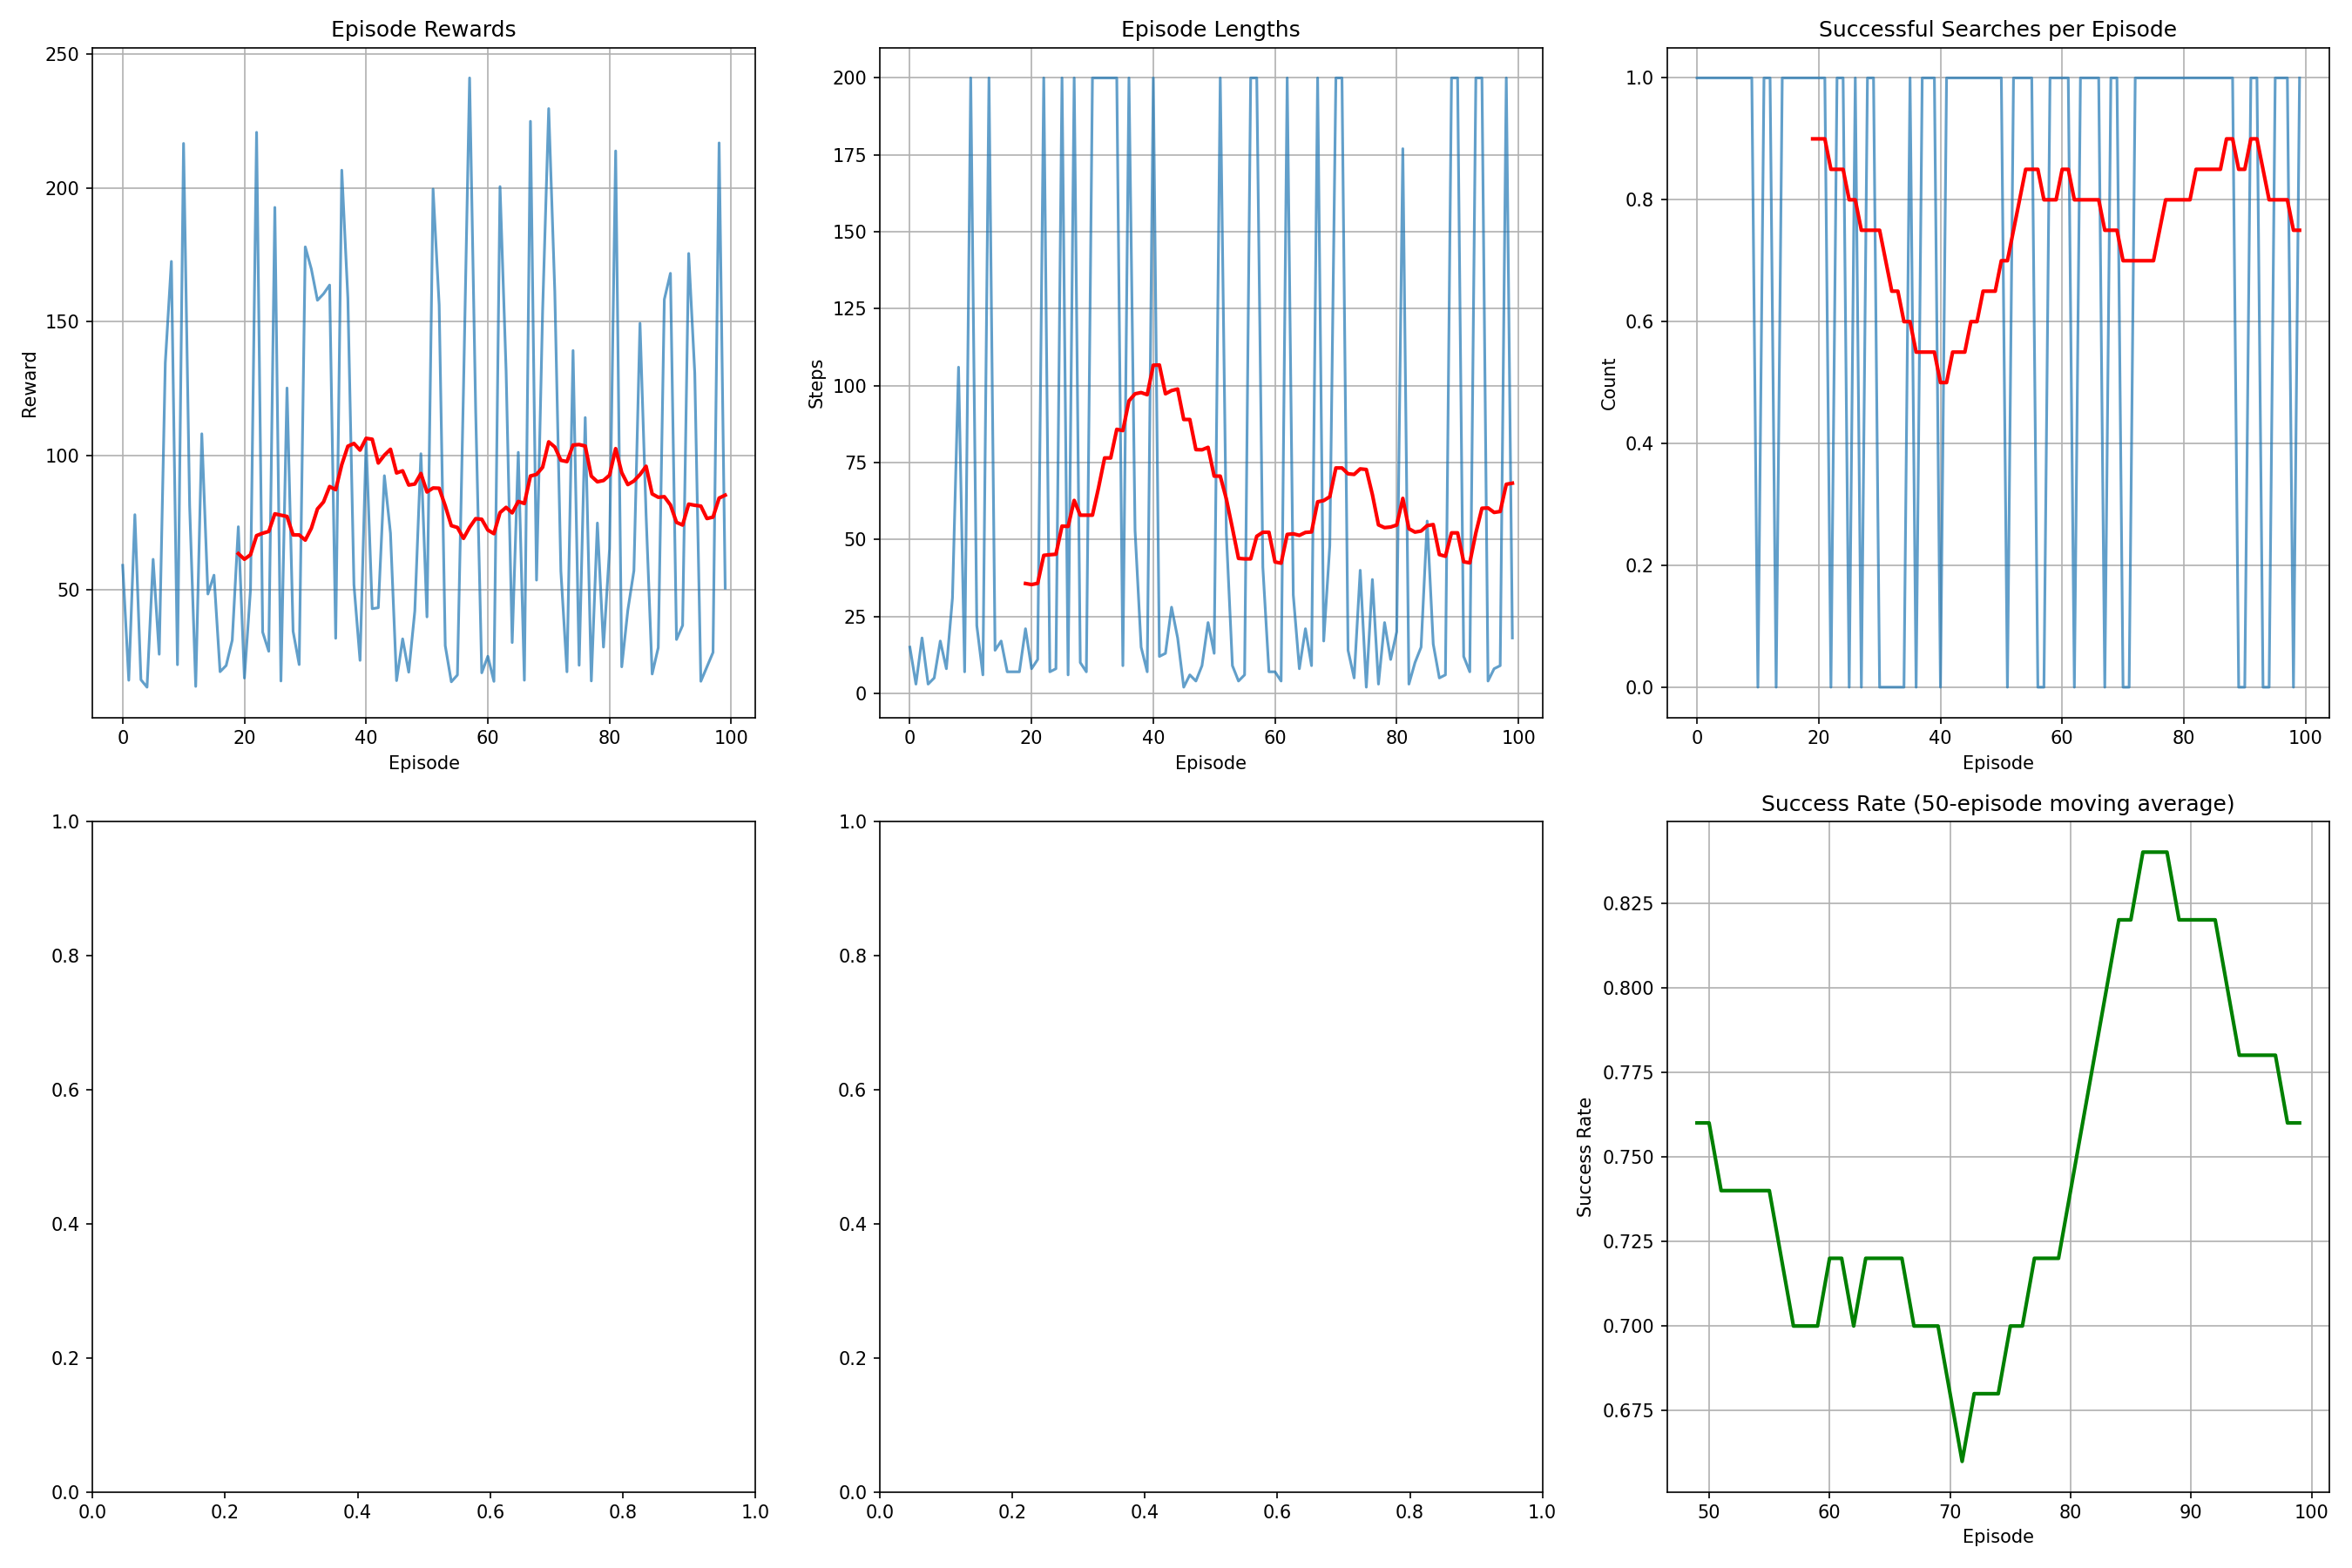 Episode Rewards
250
200
150
100
50
Reward
0 20 40 60 80 100
Episode
Episode Lengths
200
175
150
125
100
75
50
25
0
Steps
0 20 40 60 80 100
Episode
Successful Searches per Episode
1.0
0.8
0.6
0.4
0.2
0.0
Count
0 20 40 60 80 100
Episode
1.0
0.8
0.6
0.4
0.2
0.0
0.0 0.2 0.4 0.6 0.8 1.0
1.0
0.8
0.6
0.4
0.2
0.0
0.0 0.2 0.4 0.6 0.8 1.0
Success Rate (50-episode moving average)
0.825
0.800
0.775
0.750
0.725
0.700
0.675
Success Rate
50 60 70 80 90 100
Episode